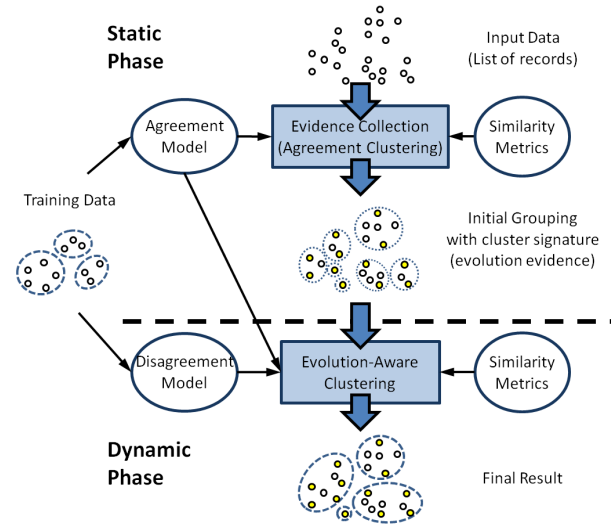 Static
Phase
Input Data
(List of records)
Agreement
Model
Evidence Collection
(Agreement Clustering)
Similarity
Metrics
Training Data
Initial Grouping
with cluster signature
(evolution evidence)
Disagreement
Model
Evolution-Aware
Clustering
Similarity
Metrics
Dynamic
Phase
Final Result